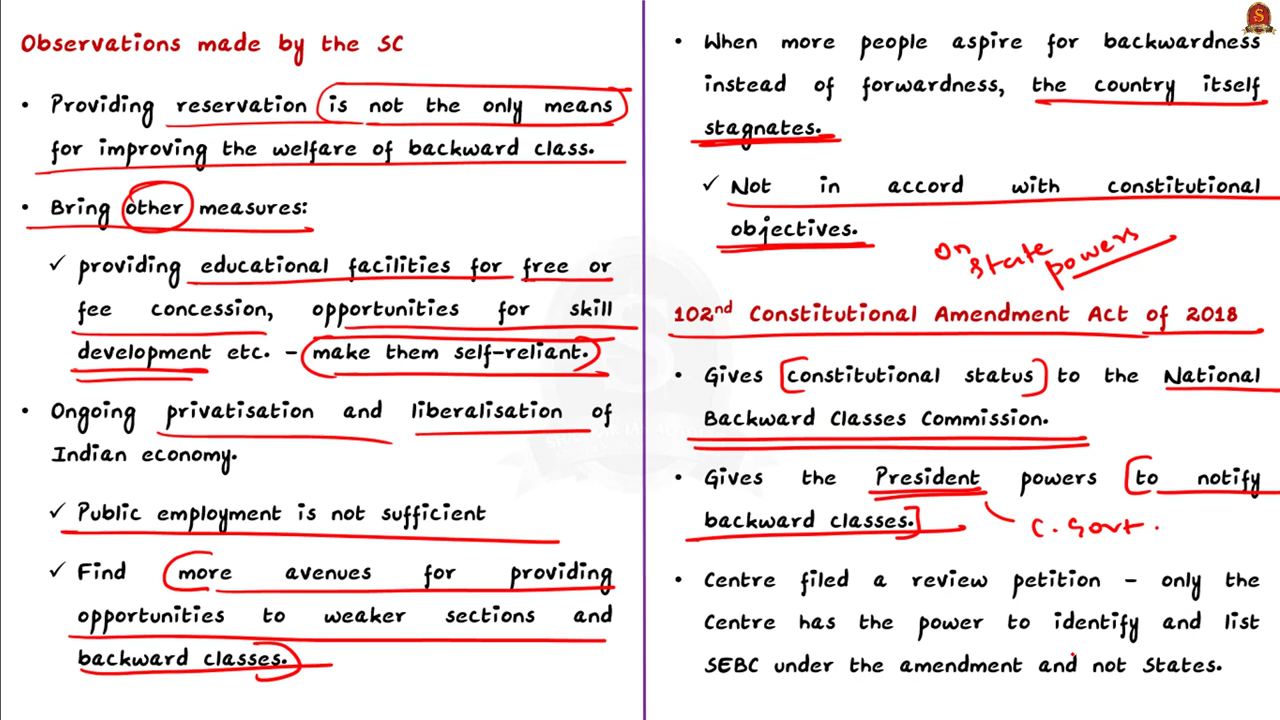 Observations made by the SC
• Providing reservation is not the only means
for improving the welfare of backward class.
• Bring other measures:
✓ providing educational facilities for free or
fee concession, opportunities for skill
development etc. – make them self-reliant.
• Ongoing privatisation and liberalisation of
Indian economy.
✓ Public employment is not sufficient
✓ Find more avenues for providing
opportunities to weaker sections and
backward classes.
• When more people aspire for backwardness
instead of forwardness, the country itself
stagnates.
✓ Not in accord with constitutional
objectives.
On state powers
102nd Constitutional Amendment Act of 2018
• Gives constitutional status to the National
Backward Classes Commission.
• Gives the President powers to notify
backward classes.
C. Govt.
• Centre filed a review petition – only the
Centre has the power to identify and list
SEBC under the amendment and not States.